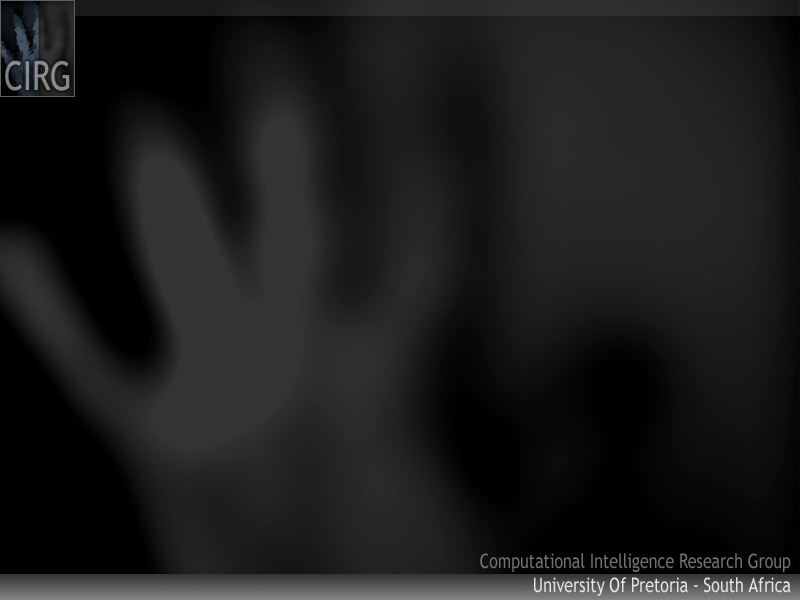 CIRG
Computational Intelligence Research Group
University Of Pretoria - South Africa